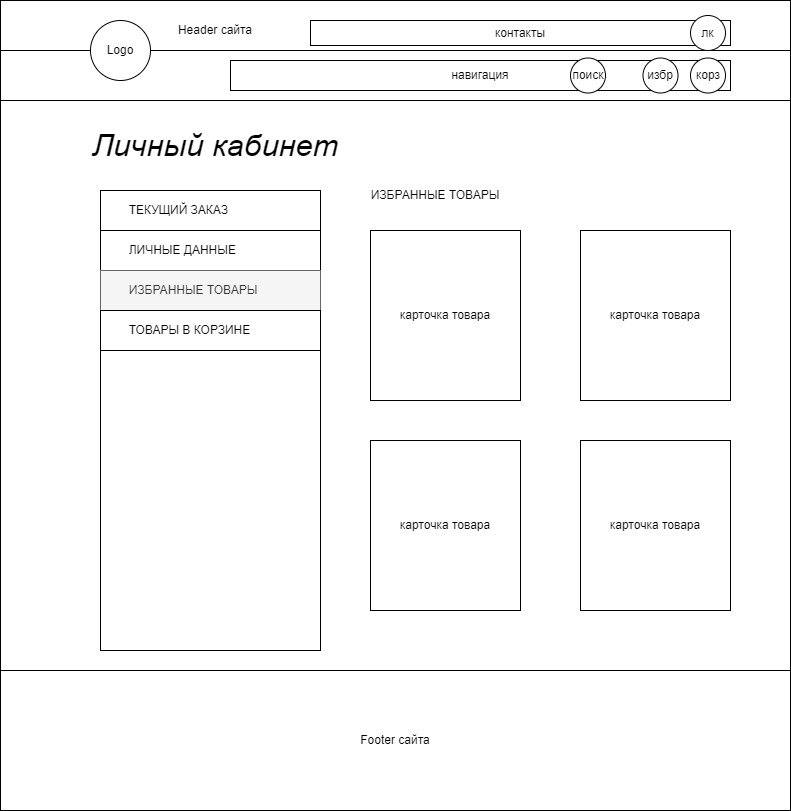 Header сайта
контакты
лк
Logo
навигация
поиск
избр
корз
Личный кабинет
ТЕКУЩИЙ ЗАКАЗ
ЛИЧНЫЕ ДАННЫЕ
ИЗБРАННЫЕ ТОВАРЫ
ТОВАРЫ В КОРЗИНЕ
ИЗБРАННЫЕ ТОВАРЫ
карточка товара
карточка товара
карточка товара
карточка товара
Footer сайта